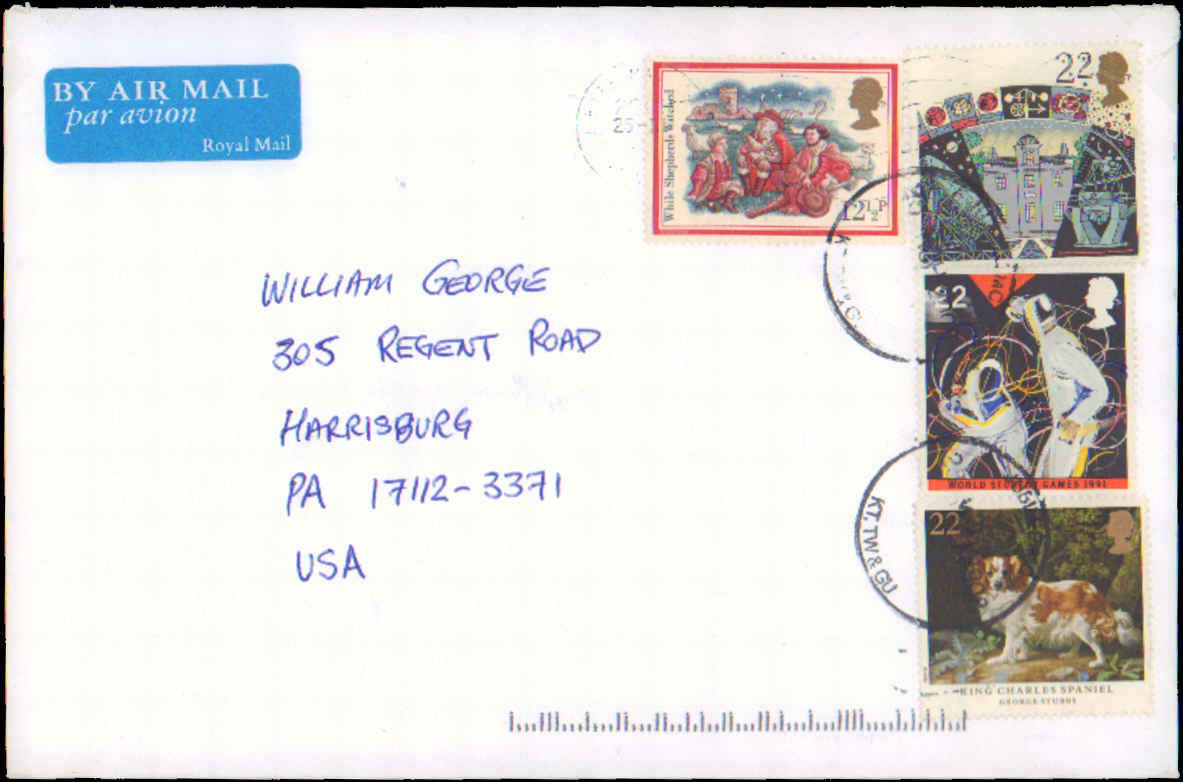 BY AIR MAIL
par avion
Royal Mail
While Shepherds Watched
12½P
22
22
WORLD STUDENT GAMES 1991
22
KING CHARLES SPANIEL
GEORGE STUBBS
KT, TW & GU
WILLIAM GEORGE
305 REGENT ROAD
HARRISBURG
PA 17112-3371
USA